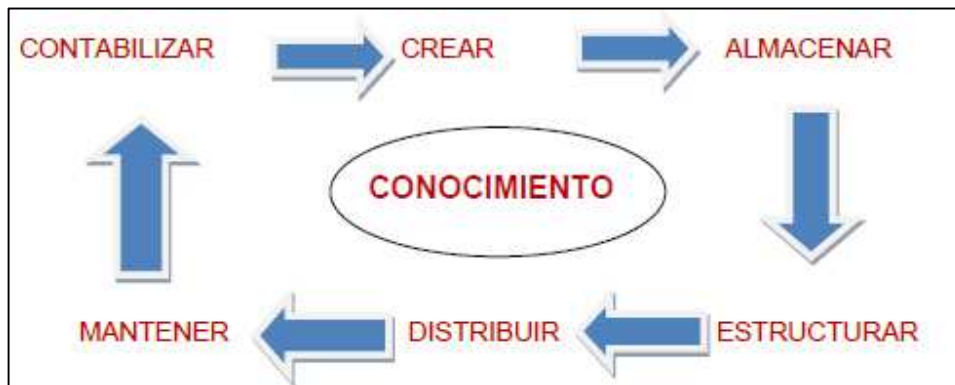 CONTABILIZAR CREAR ALMACENAR
CONOCIMIENTO
MANTENER DISTRIBUIR ESTRUCTURAR